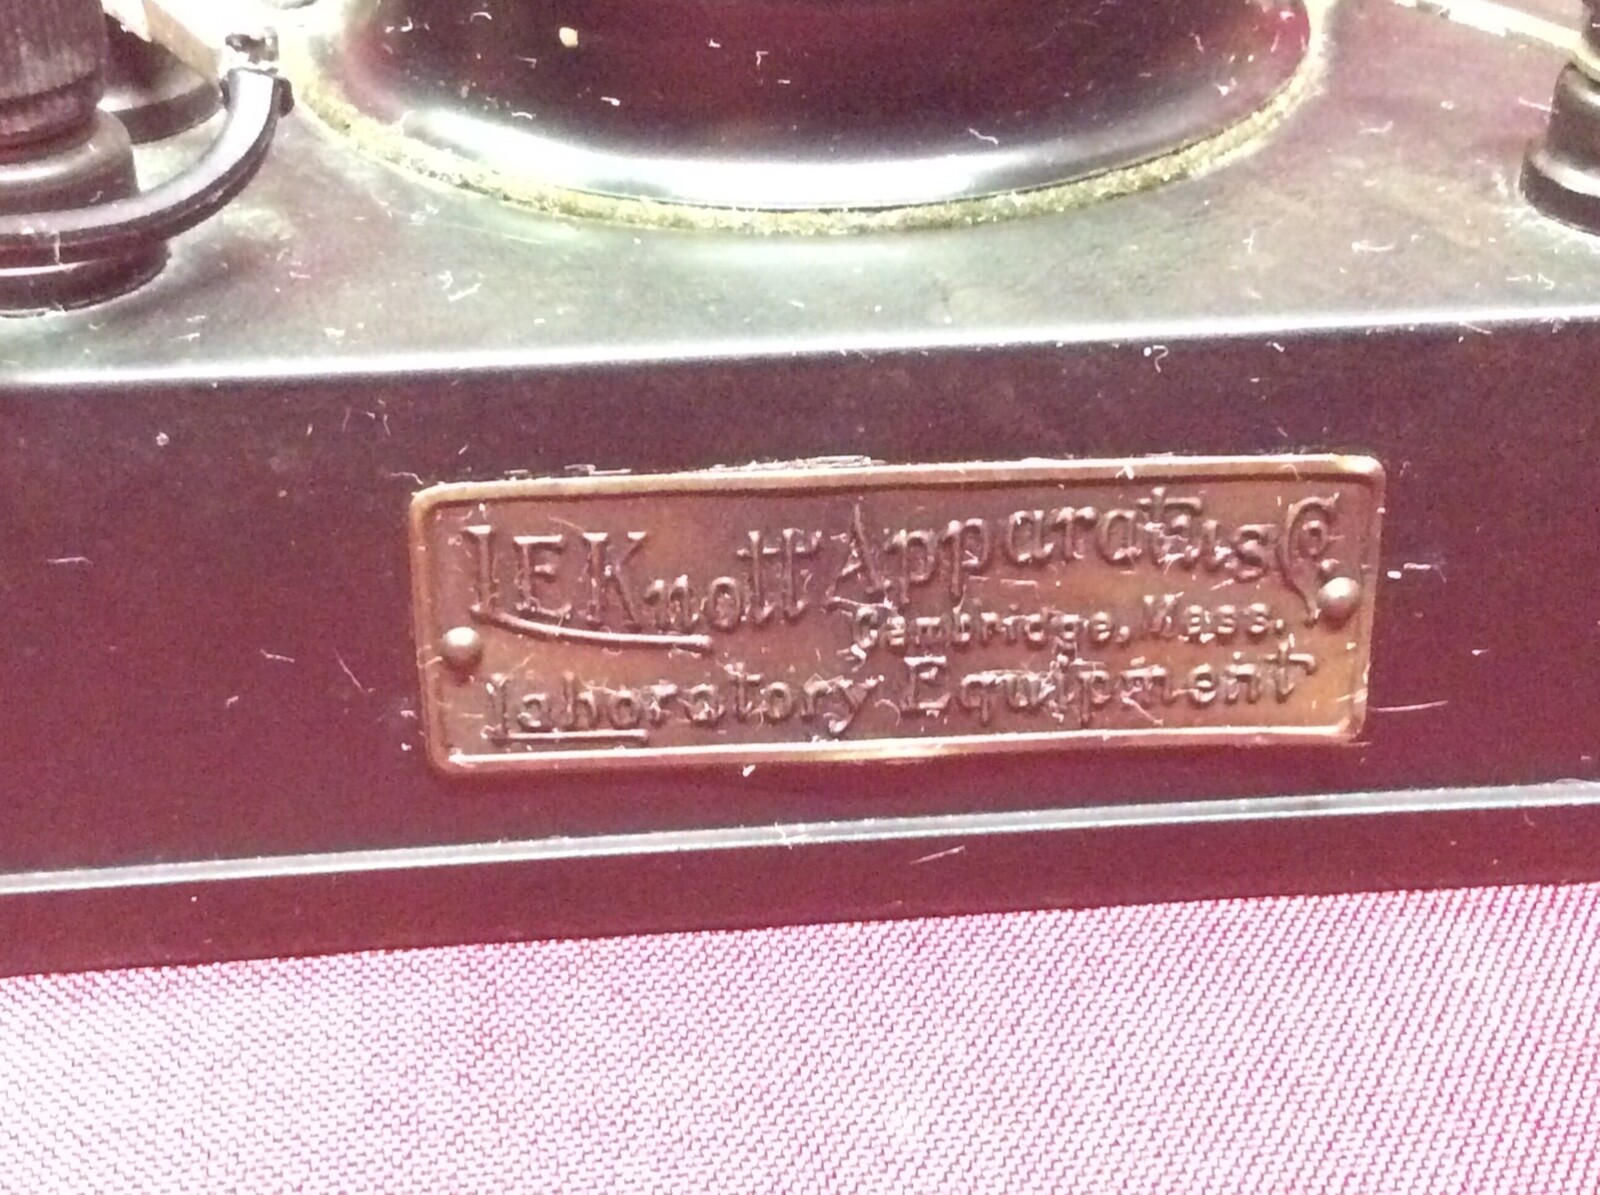 L E Knott Apparatus Co.
Cambridge, Mass.
Laboratory Equipment